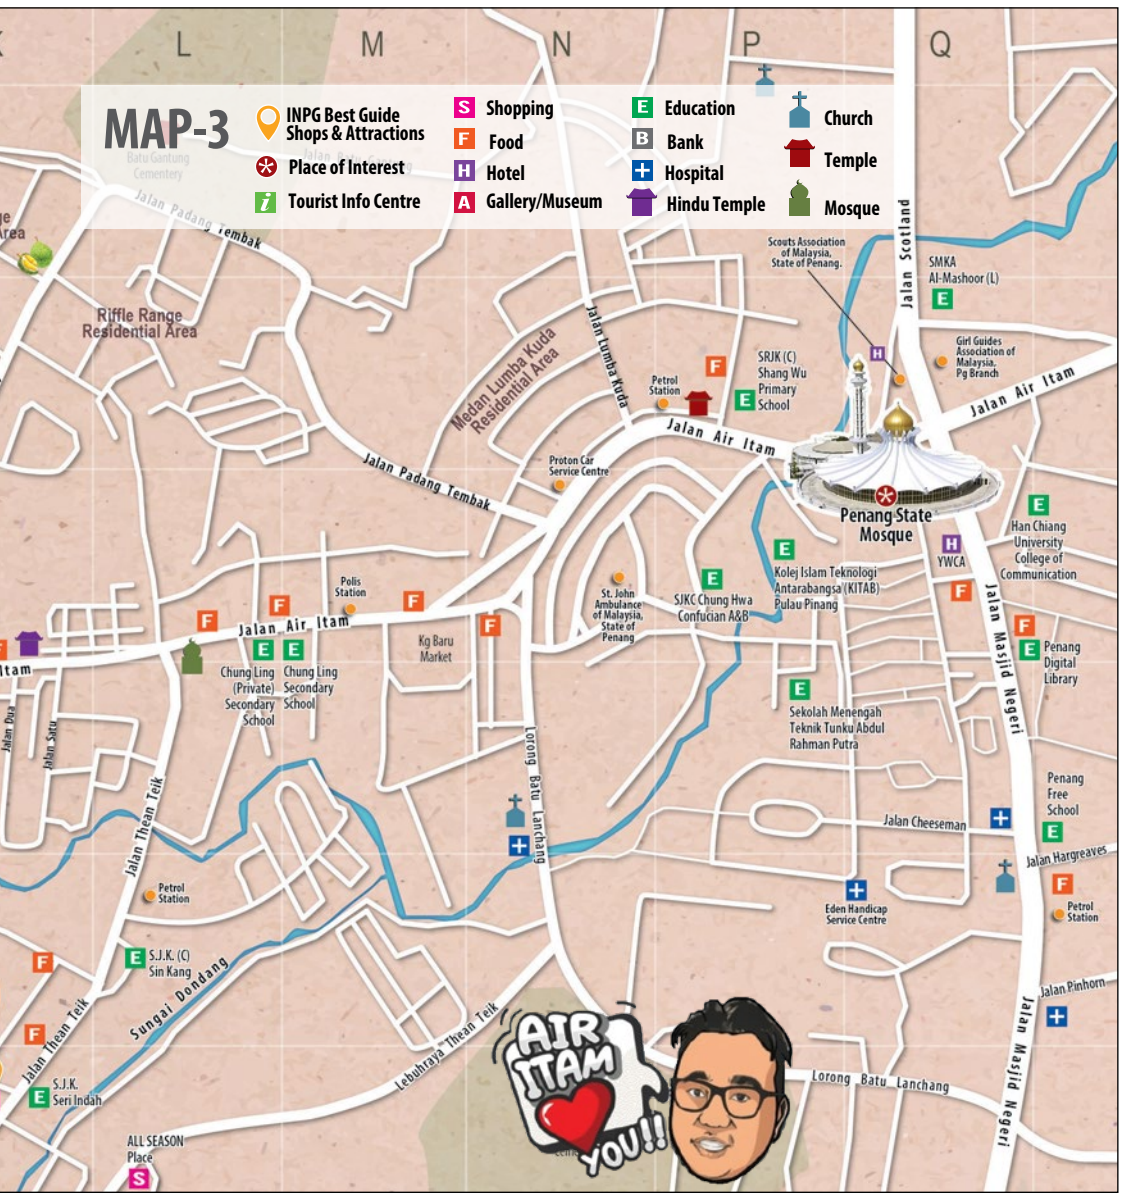 K
L
M
N
P
Q
MAP-3
INPG Best Guide
Shops & Attractions
Place of Interest
i
Tourist Info Centre
S
Shopping
F
Food
H
Hotel
A
Gallery/Museum
E
Education
B
Bank
Hospital
Hindu Temple
Church
Temple
Mosque
Batu Gantung
Cementery
Jalan Padang Tembak
Area
Riffle Range
Residential Area
Medan Lumba Kuda
Residential Area
Jalan Lumba Kuda
Scouts Association
of Malaysia,
State of Penang.
Jalan Scotland
SMKA
Al-Mashoor (L)
E
H
Girl Guides
Association of
Malaysia.
Pg Branch
Jalan Air Itam
F
Petrol
Station
SRJK (C)
Shang Wu
Primary
School
E
Jalan Air Itam
Jalan Padang Tembak
Proton Car
Service Centre
Penang State
Mosque
H
YWCA
F
E
Han Chiang
University
College of
Communication
E
Kolej Islam Teknologi
Antarabangsa (KITAB)
Pulau Pinang
E
SJKC Chung Hwa
Confucian A&B
St. John
Ambulance
of Malaysia,
State of
Penang
Polis
Station
F
F
F
F
Jalan Air Itam
Kg Baru
Market
E
Chung Ling
(Private)
Secondary
School
E
Chung Ling
Secondary
School
F
Itam
Jalan Dua
Jalan Satu
Jalan Masjid Negeri
F
E
Penang
Digital
Library
E
Sekolah Menengah
Teknik Tunku Abdul
Rahman Putra
Lorong Batu Lanchang
Jalan Thean Teik
Penang
Free
School
E
Jalan Cheeseman
Jalan Hargreaves
F
Petrol
Station
Eden Handicap
Service Centre
Petrol
Station
E
S.J.K. (C)
Sin Kang
F
Sungai Dondang
F
Jalan Thean Teik
E
S.J.K.
Seri Indah
Lebuhraya Thean Teik
Jalan Pinhorn
Jalan Masjid Negeri
Lorong Batu Lanchang
AIR
ITAM
YOU!!
ALL SEASON
Place
S